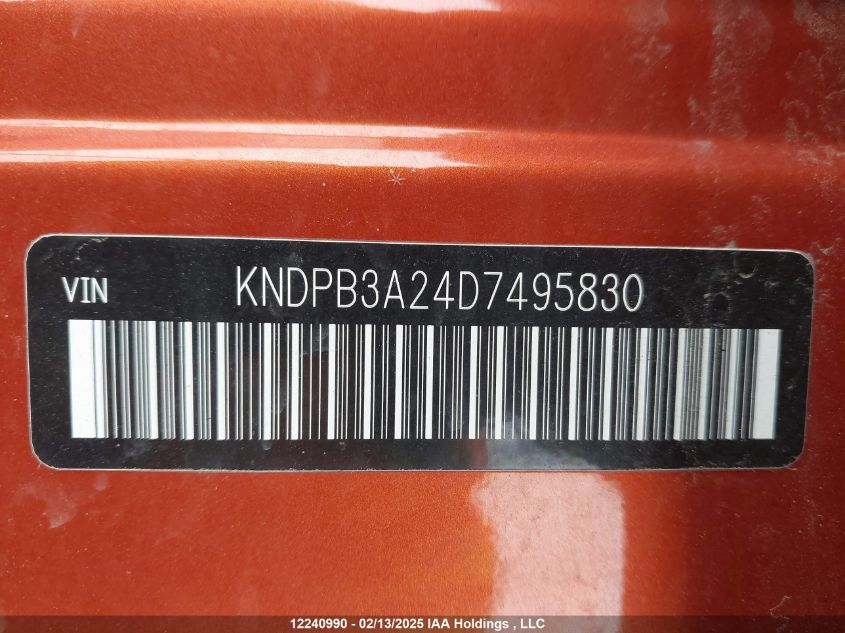 VIN KNDPB3A24D7495830
12240990 - 02/13/2025 IAA Holdings , LLC